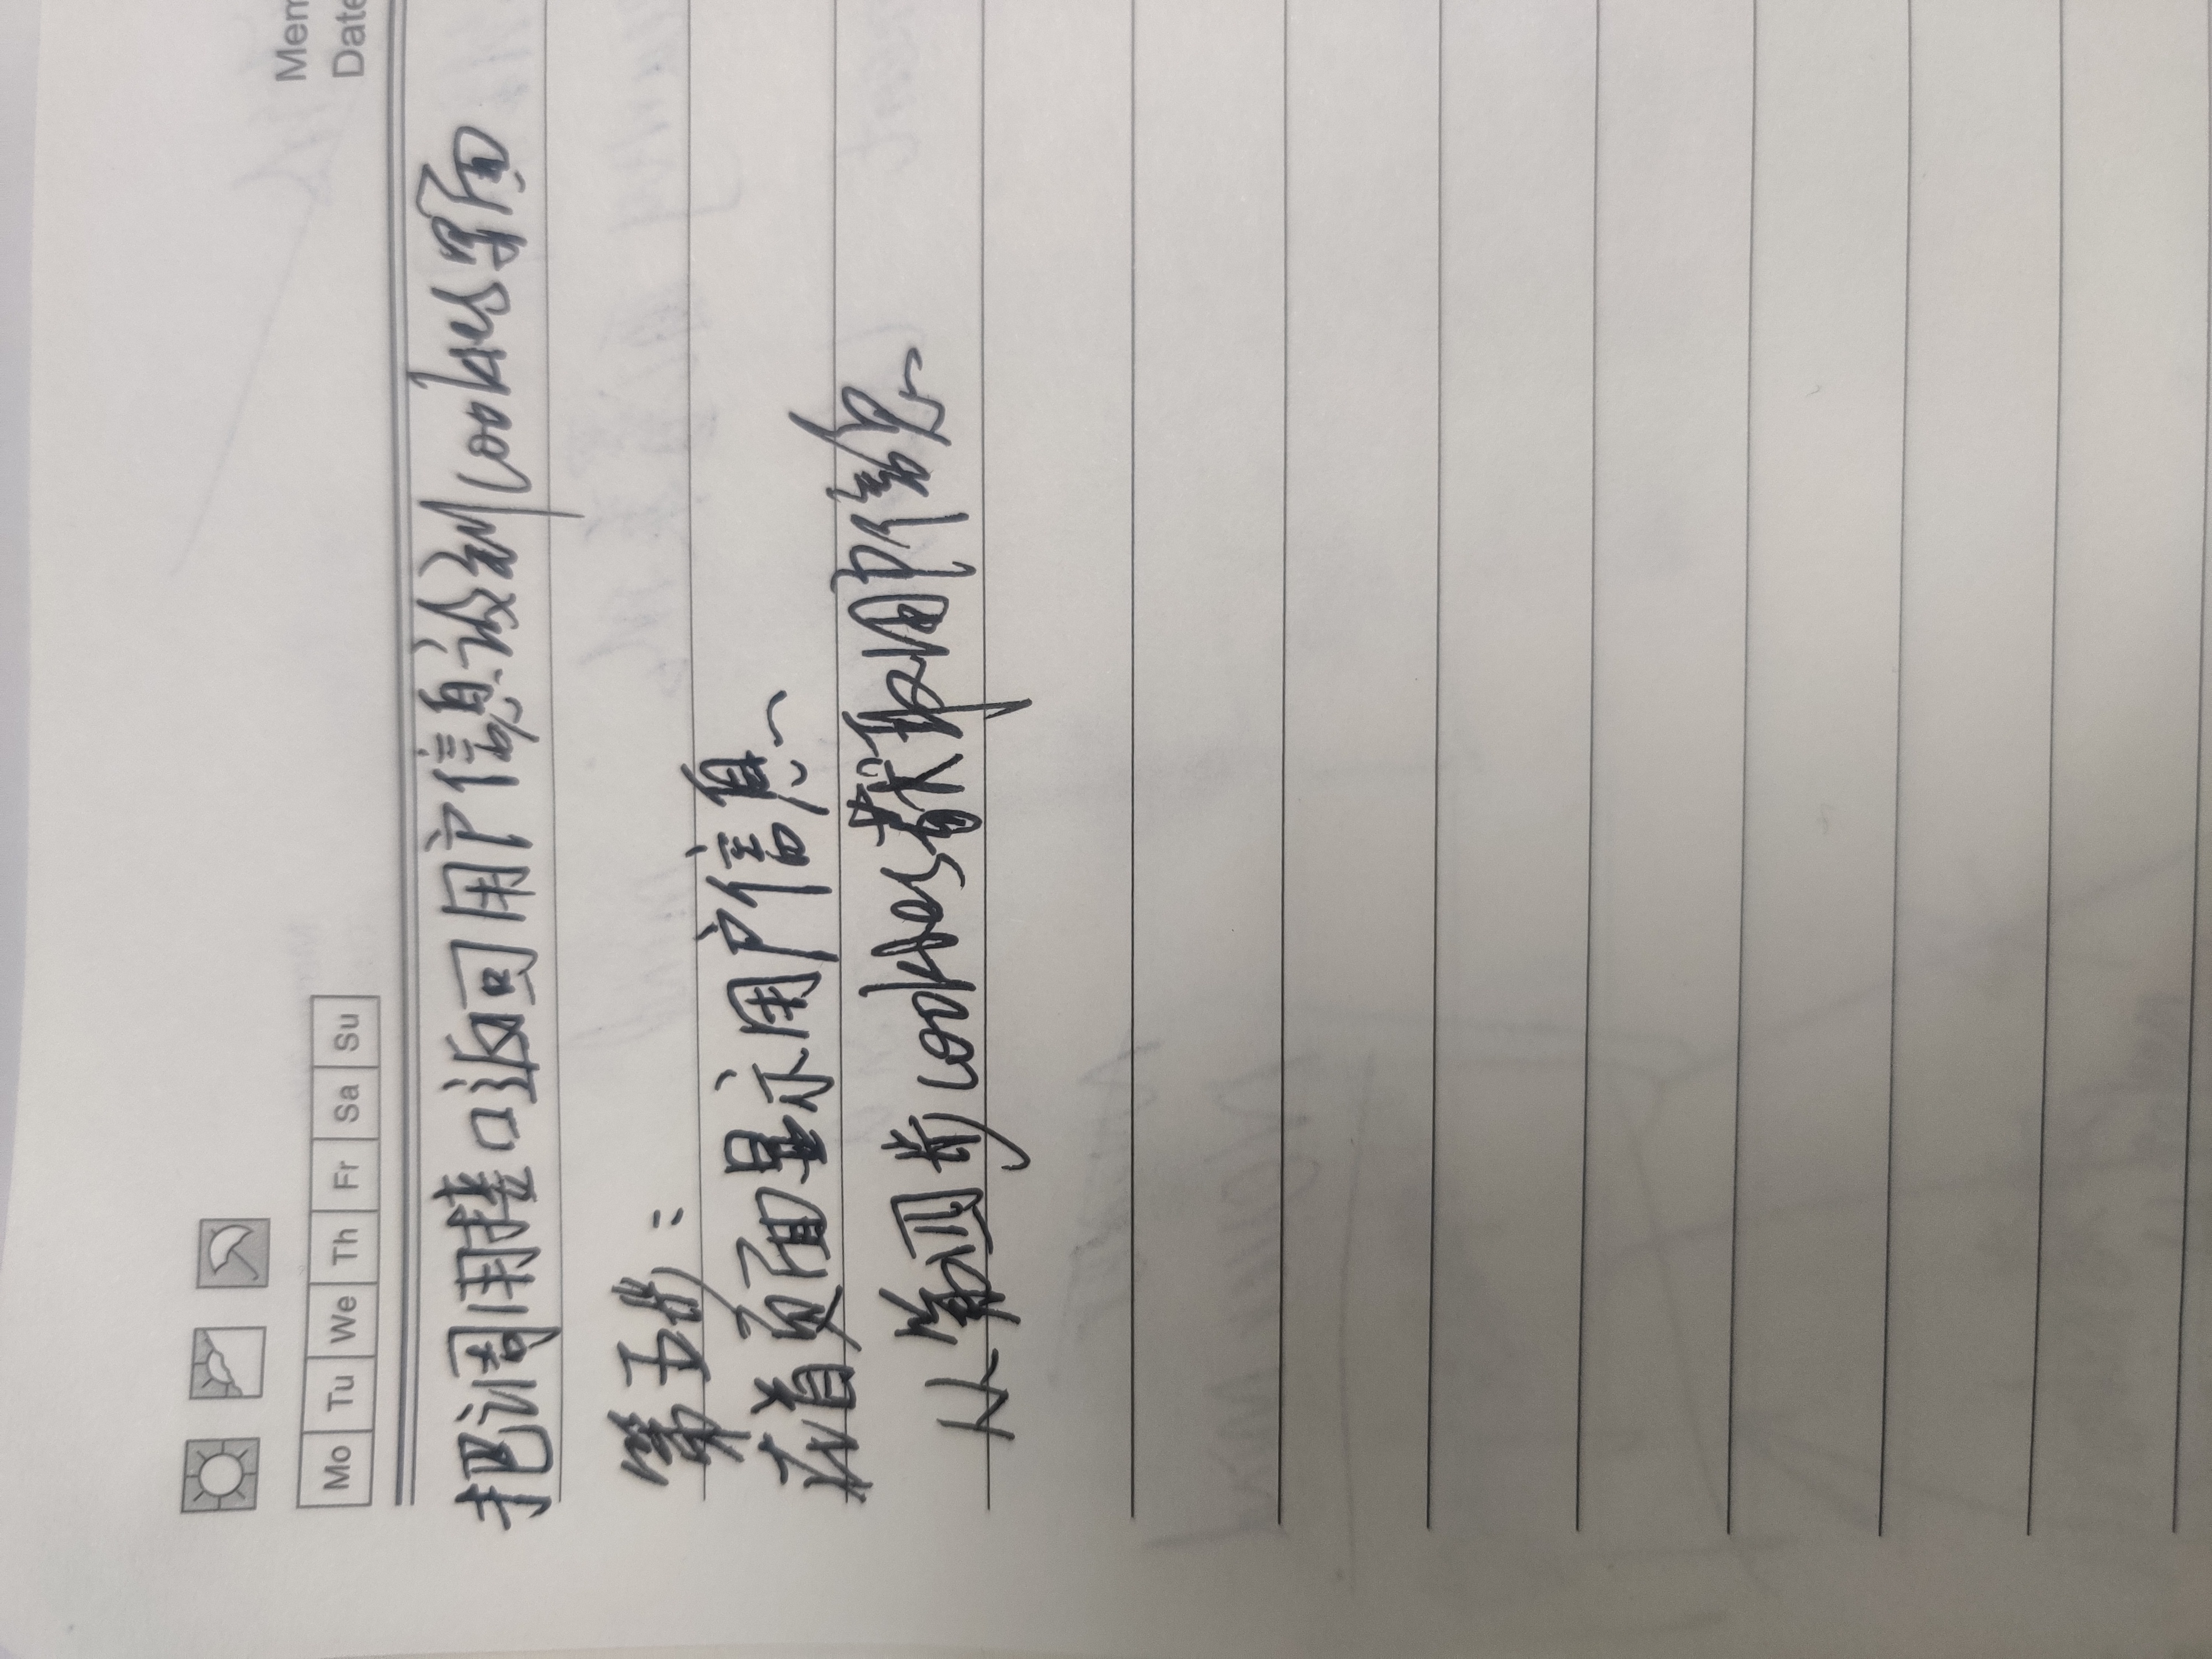 Mo Tu We Th Fr Sa Su
Mem
Date
把调用接口返回用户信息设到cookies里面
第五步:
在首页面显示用户信息
从第四步cookies获取用户信息